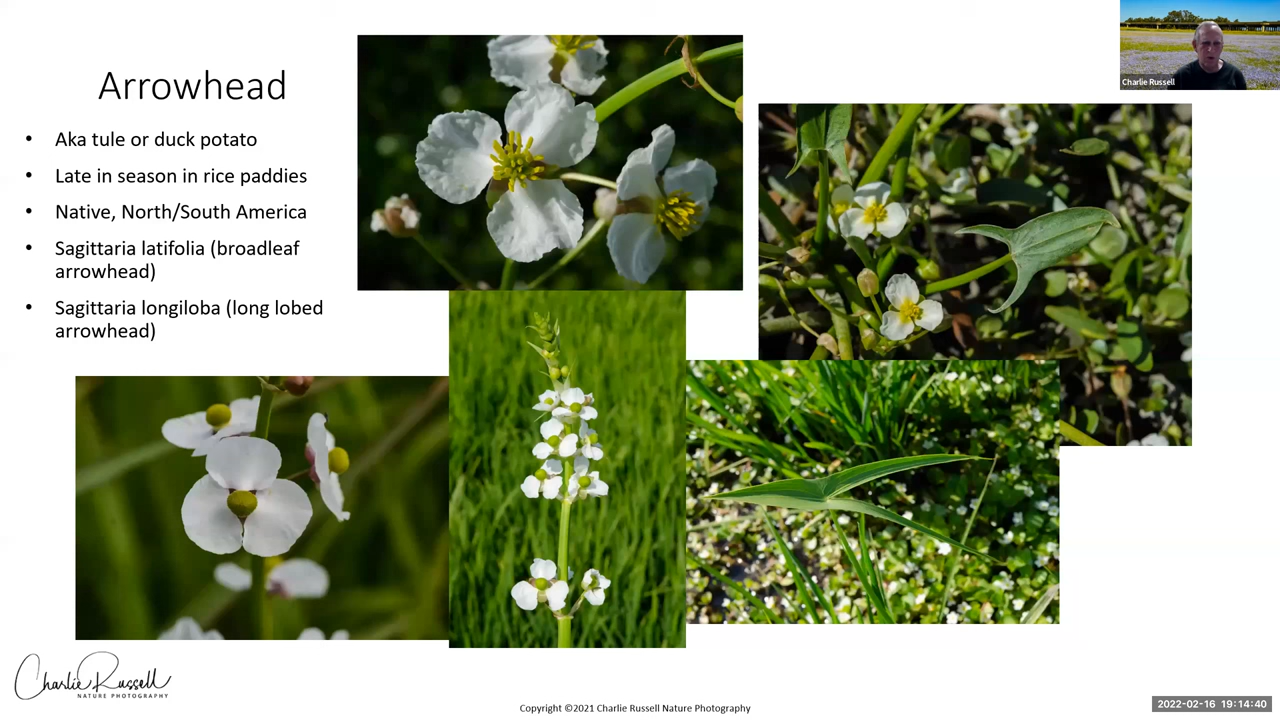 Arrowhead
• Aka tule or duck potato
• Late in season in rice paddies
• Native, North/South America
• Sagittaria latifolia (broadleaf
arrowhead)
• Sagittaria longiloba (long lobed
arrowhead)
Charlie Russell
Charlie Russell
NATURE PHOTOGRAPHY
Copyright ©2021 Charlie Russell Nature Photography
2022-02-16 19:14:40